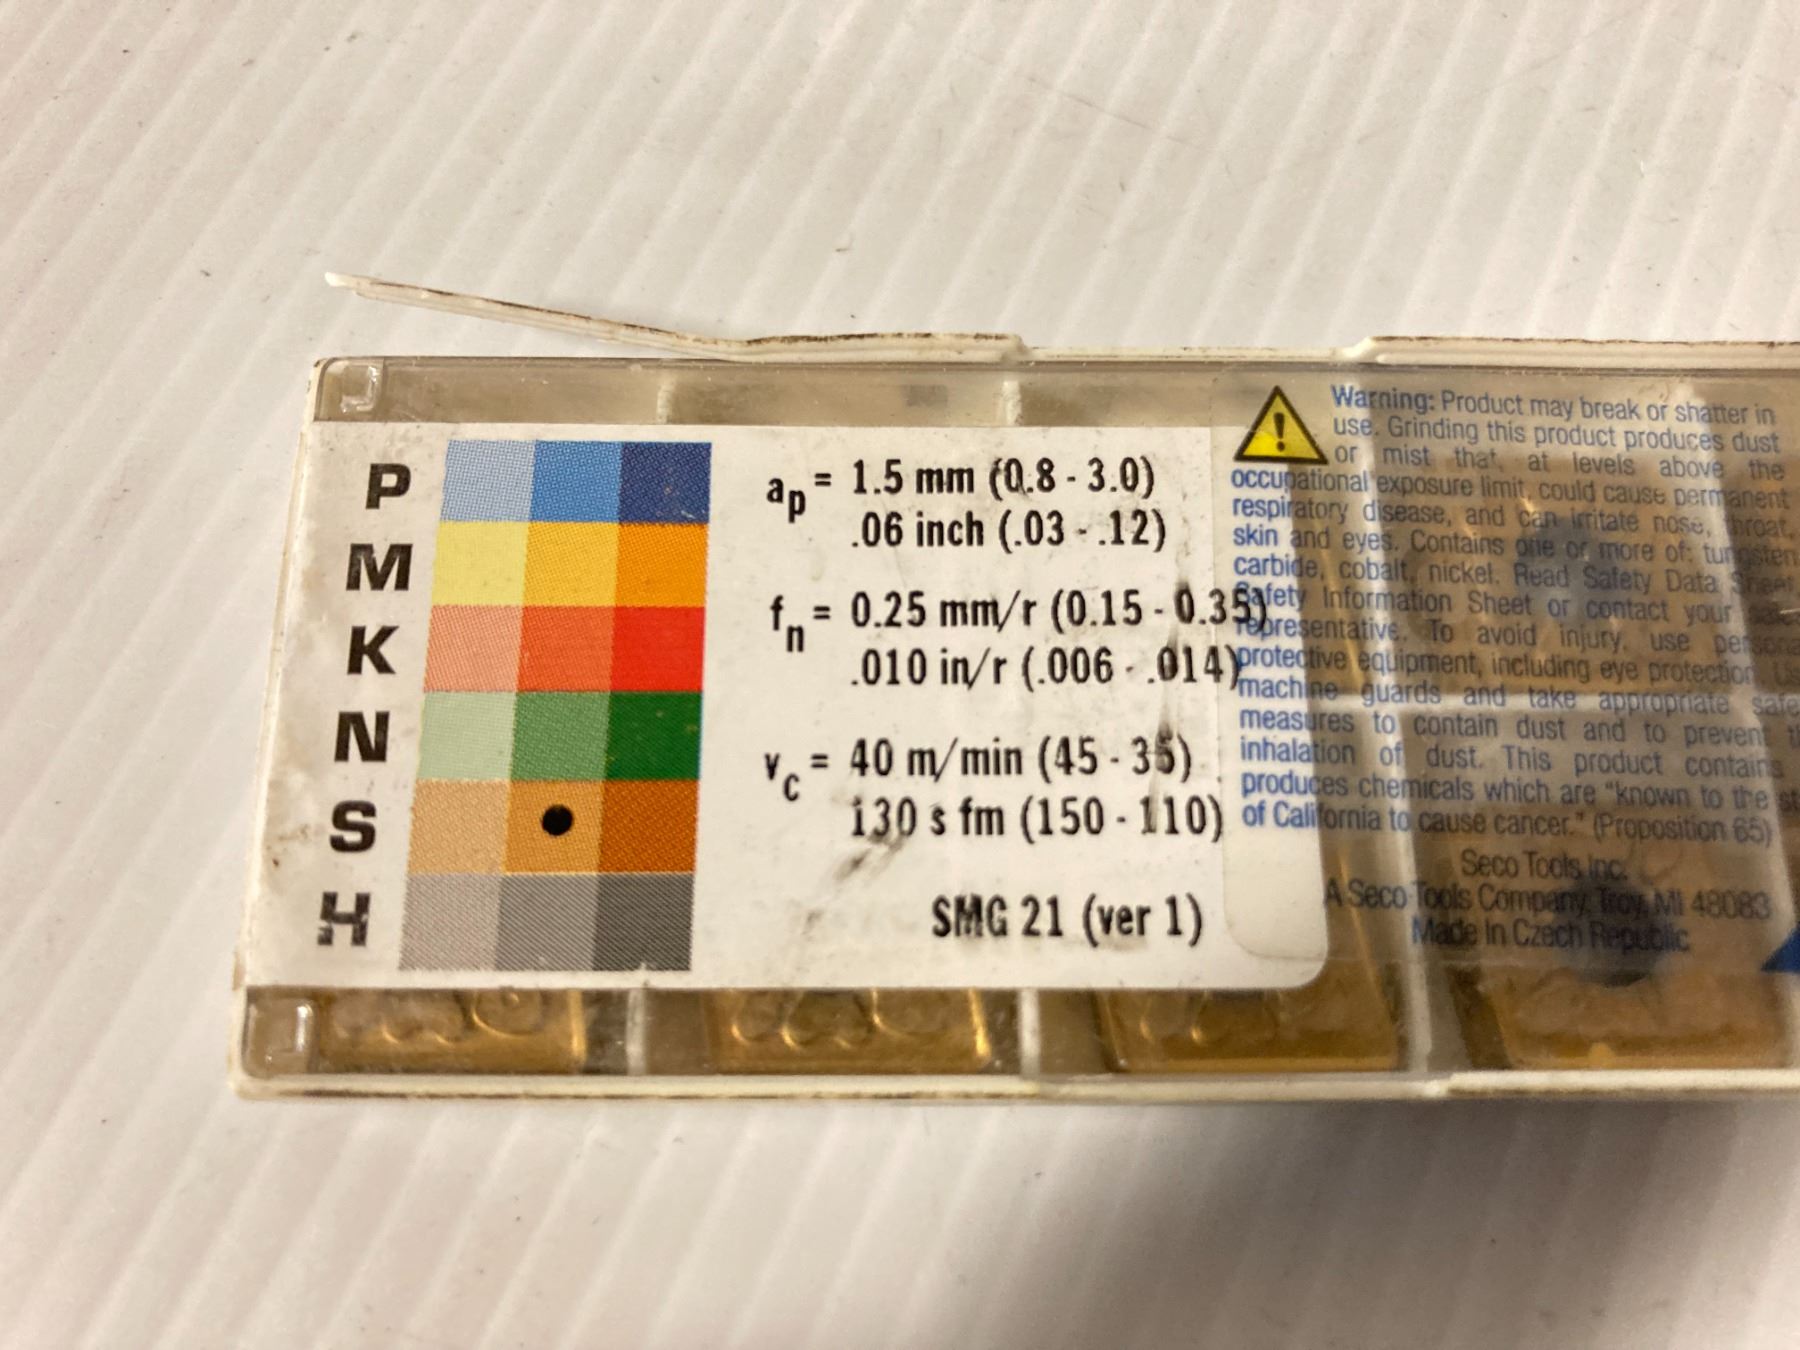 P
M
K
N
S
H
ap = 1.5 mm (0.8 - 3.0)
.06 inch (.03 - .12)
fn = 0.25 mm/r (0.15 - 0.35)
.010 in/r (.006 - .014)
vc = 40 m/min (45 - 35)
130 s fm (150 - 110)
SMG 21 (ver 1)
Warning: Product may break or shatter in
use. Grinding this product produces dust
or mist that, at levels above the
occupational exposure limit, could cause permanent
respiratory disease, and can irritate nose, throat,
skin and eyes. Contains one or more of: tungsten
carbide, cobalt, nickel. Read Safety Data Sheet,
Safety Information Sheet or contact your
representative. To avoid injury, use
protective equipment, including eye protection.
machine guards and take appropriate
measures to contain dust and to prevent
inhalation of dust. This product contains
produces chemicals which are "known to the
of California to cause cancer." (Proposition 65)
Seco Tools Inc.
A Seco Tools Company, Troy, MI 48083
Made In Czech Republic